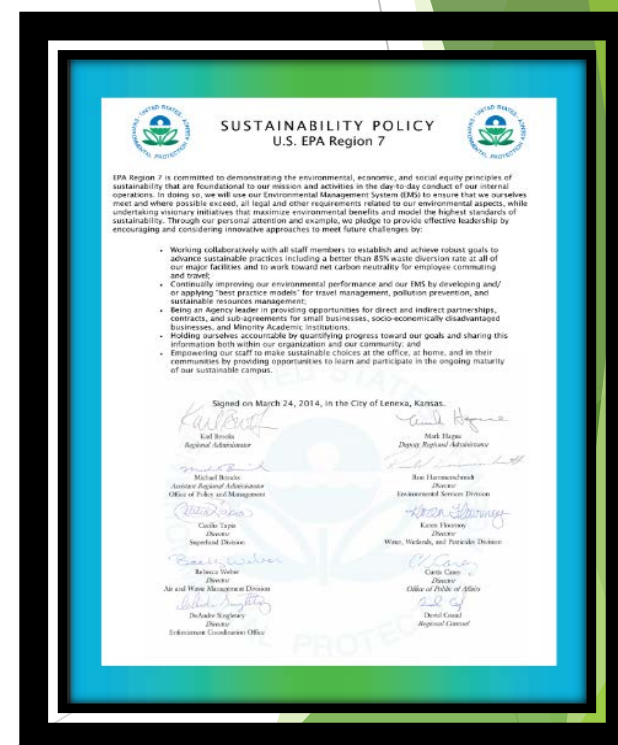 SUSTAINABILITY POLICY
U.S. EPA Region 7
EPA Region 7 is committed to demonstrating the environmental, economic, and social equity principles of
sustainability that are foundational to our mission and activities in the day-to-day conduct of our internal
operations. In doing so, we will use our Environmental Management System (EMS) to ensure that we ourselves
meet and where possible exceed, all legal and other requirements related to our environmental aspects, while
undertaking visionary initiatives that maximize environmental benefits and model the highest standards of
sustainability. Through our personal attention and example, we pledge to provide effective leadership by
encouraging and considering innovative approaches to meet future challenges by:
• Working collaboratively with all staff members to establish and achieve robust goals to
advance sustainable practices including a better than 85% waste diversion rate at all of
our major facilities and to work toward net carbon neutrality for employee commuting
and travel;
• Continually improving our environmental performance and our EMS by developing and/
or applying "best practice models" for travel management, pollution prevention, and
sustainable resources management;
• Being an Agency leader in providing opportunities for direct and indirect partnerships,
contracts, and sub-agreements for small businesses, socio-economically disadvantaged
businesses, and Minority Academic Institutions;
• Holding ourselves accountable by quantifying progress toward our goals and sharing this
information both within our organization and our community; and
• Empowering our staff to make sustainable choices at the office, at home, and in their
communities by providing opportunities to learn and participate in the ongoing maturity
of our sustainable campus.
Signed on March 24, 2014, in the City of Lenexa, Kansas.
Karl Brooks
Regional Administrator
Mark Hague
Deputy Regional Administrator
Michael Brincks
Assistant Regional Administrator
Office of Policy and Management
Ron Hammerschmidt
Director
Environmental Services Division
Cecilia Tapia
Director
Superfund Division
Karen Flournoy
Director
Water, Wetlands, and Pesticides Division
Rebecca Weber
Director
Air and Waste Management Division
Curtis Carey
Director
Office of Public Affairs
DeAndre Singletary
Director
Enforcement Coordination Office
David Cozad
Regional Counsel